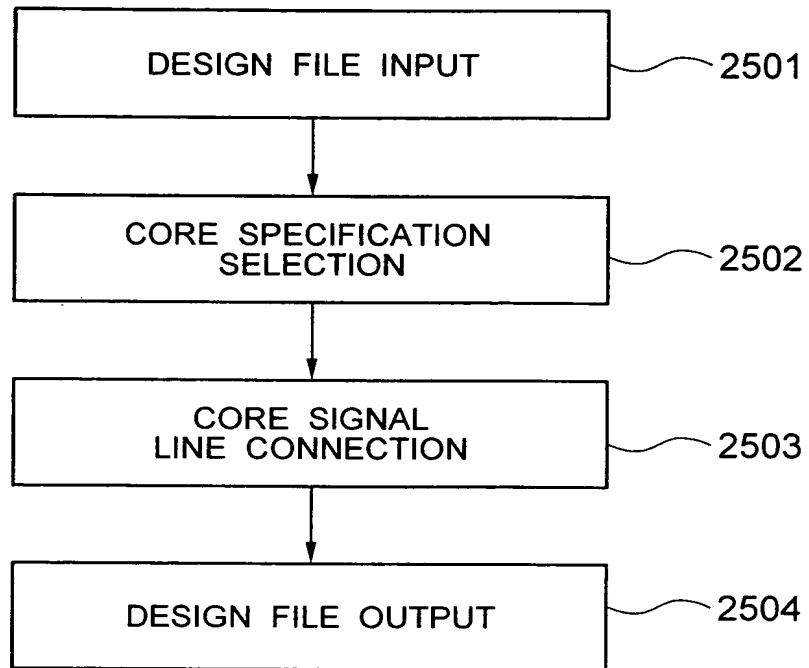 DESIGN FILE INPUT
2501
CORE SPECIFICATION
SELECTION
2502
CORE SIGNAL
LINE CONNECTION
2503
DESIGN FILE OUTPUT
2504